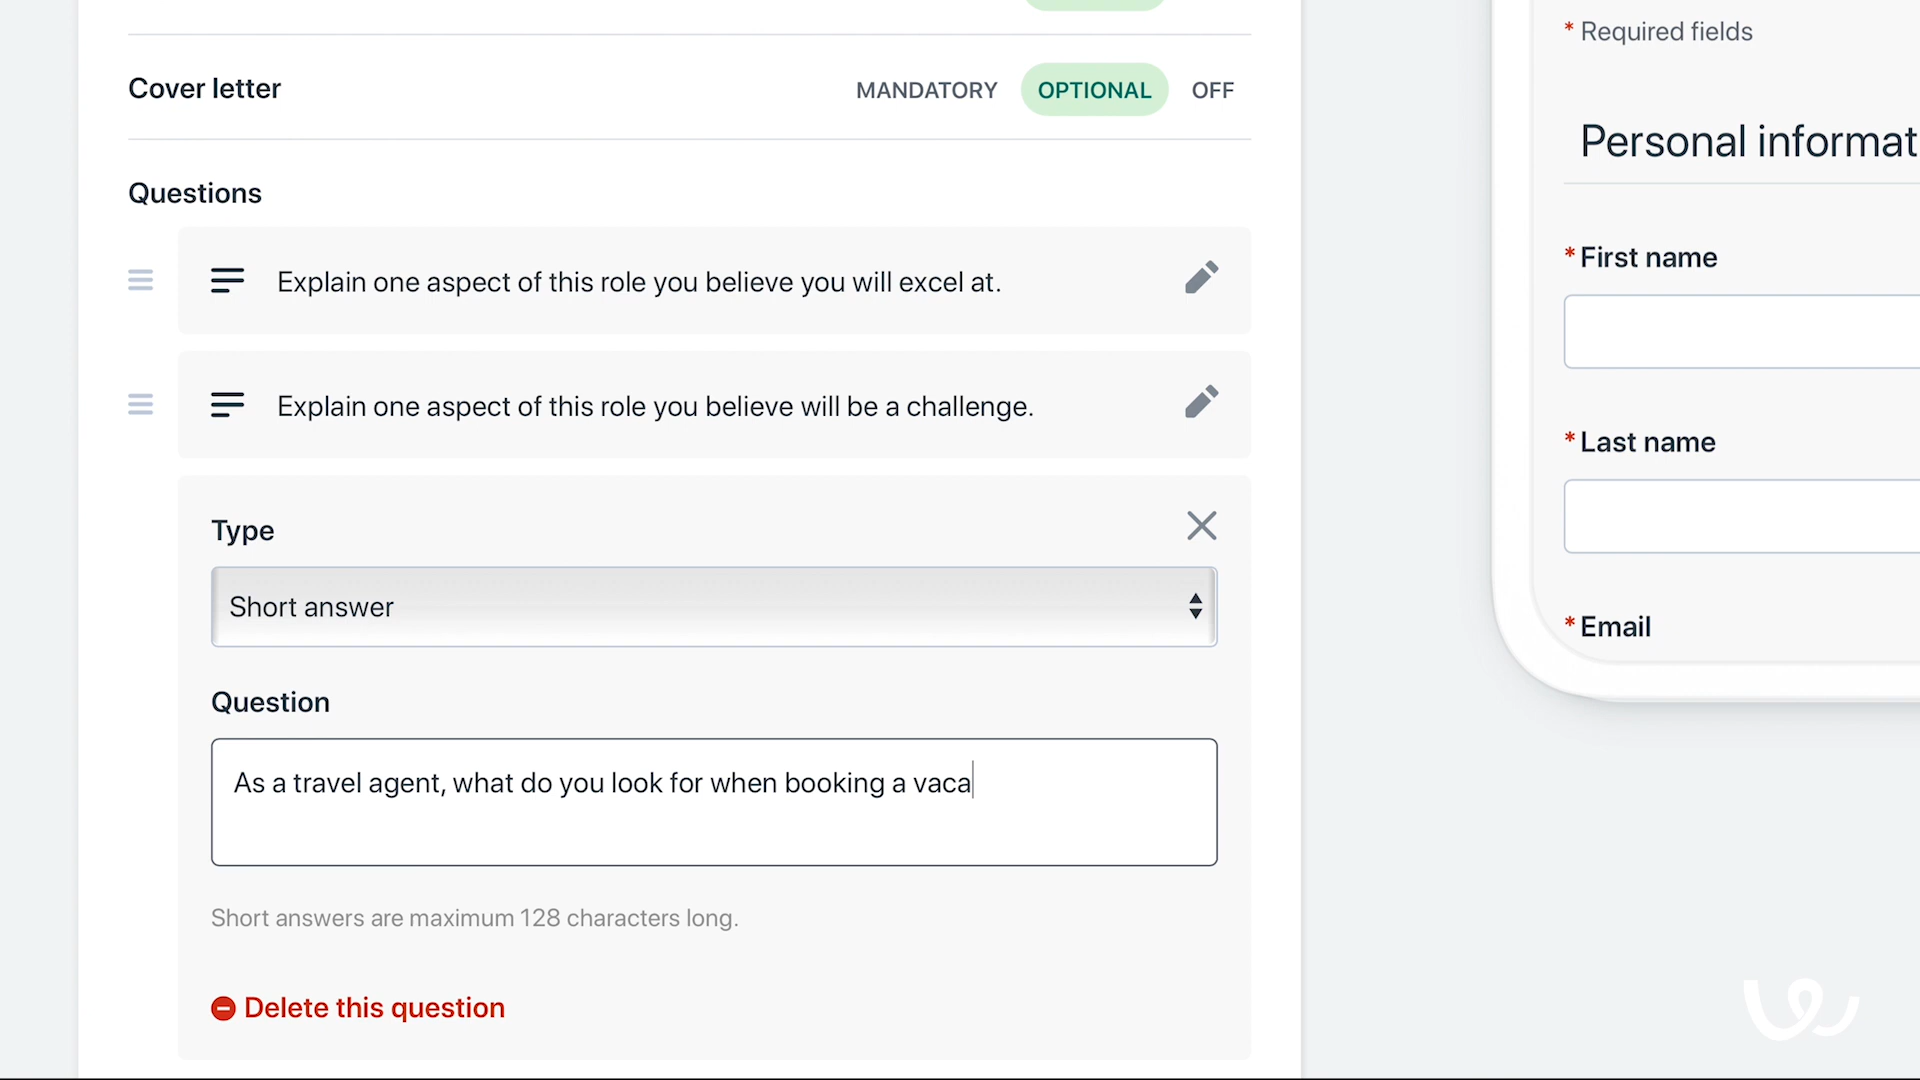 Cover letter
MANDATORY OPTIONAL OFF
Questions
Explain one aspect of this role you believe you will excel at.
Explain one aspect of this role you believe will be a challenge.
Type
Short answer
Question
As a travel agent, what do you look for when booking a vaca
Short answers are maximum 128 characters long.
Delete this question
* Required fields
Personal informat
* First name
* Last name
* Email